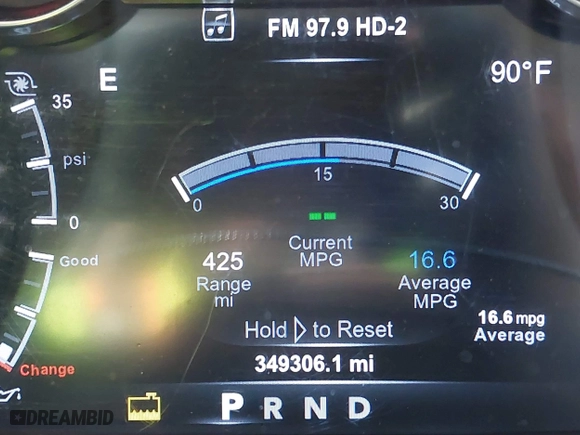 FM 97.9 HD-2
E
90°F
35
psi
0
Good
Change
0
15
30
--
Current
MPG
425
Range
mi
16.6
Average
MPG
16.6 mpg
Average
Hold ▷ to Reset
349306.1 mi
P R N D
DREAMBID